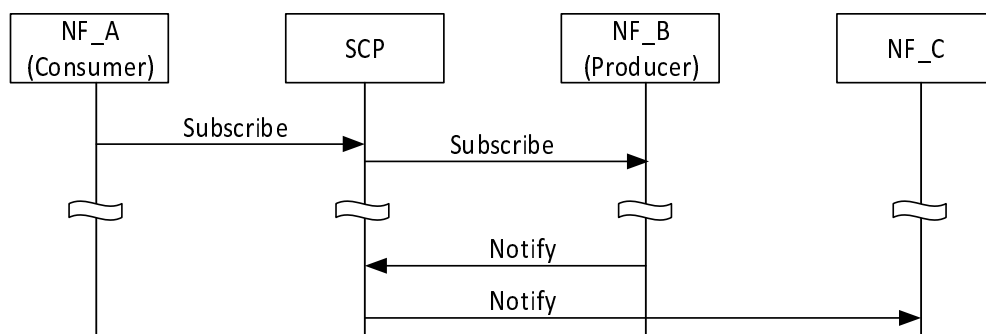 NF_A
(Consumer)
SCP
NF_B
(Producer)
NF_C
Subscribe
Subscribe
Notify
Notify